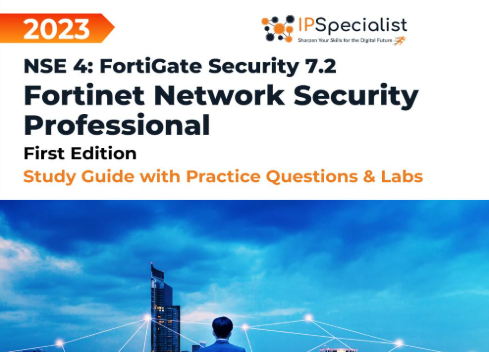 2023
IPSpecialist
Sharpen Your Skills for the Digital Future
NSE 4: FortiGate Security 7.2
Fortinet Network Security
Professional
First Edition
Study Guide with Practice Questions & Labs